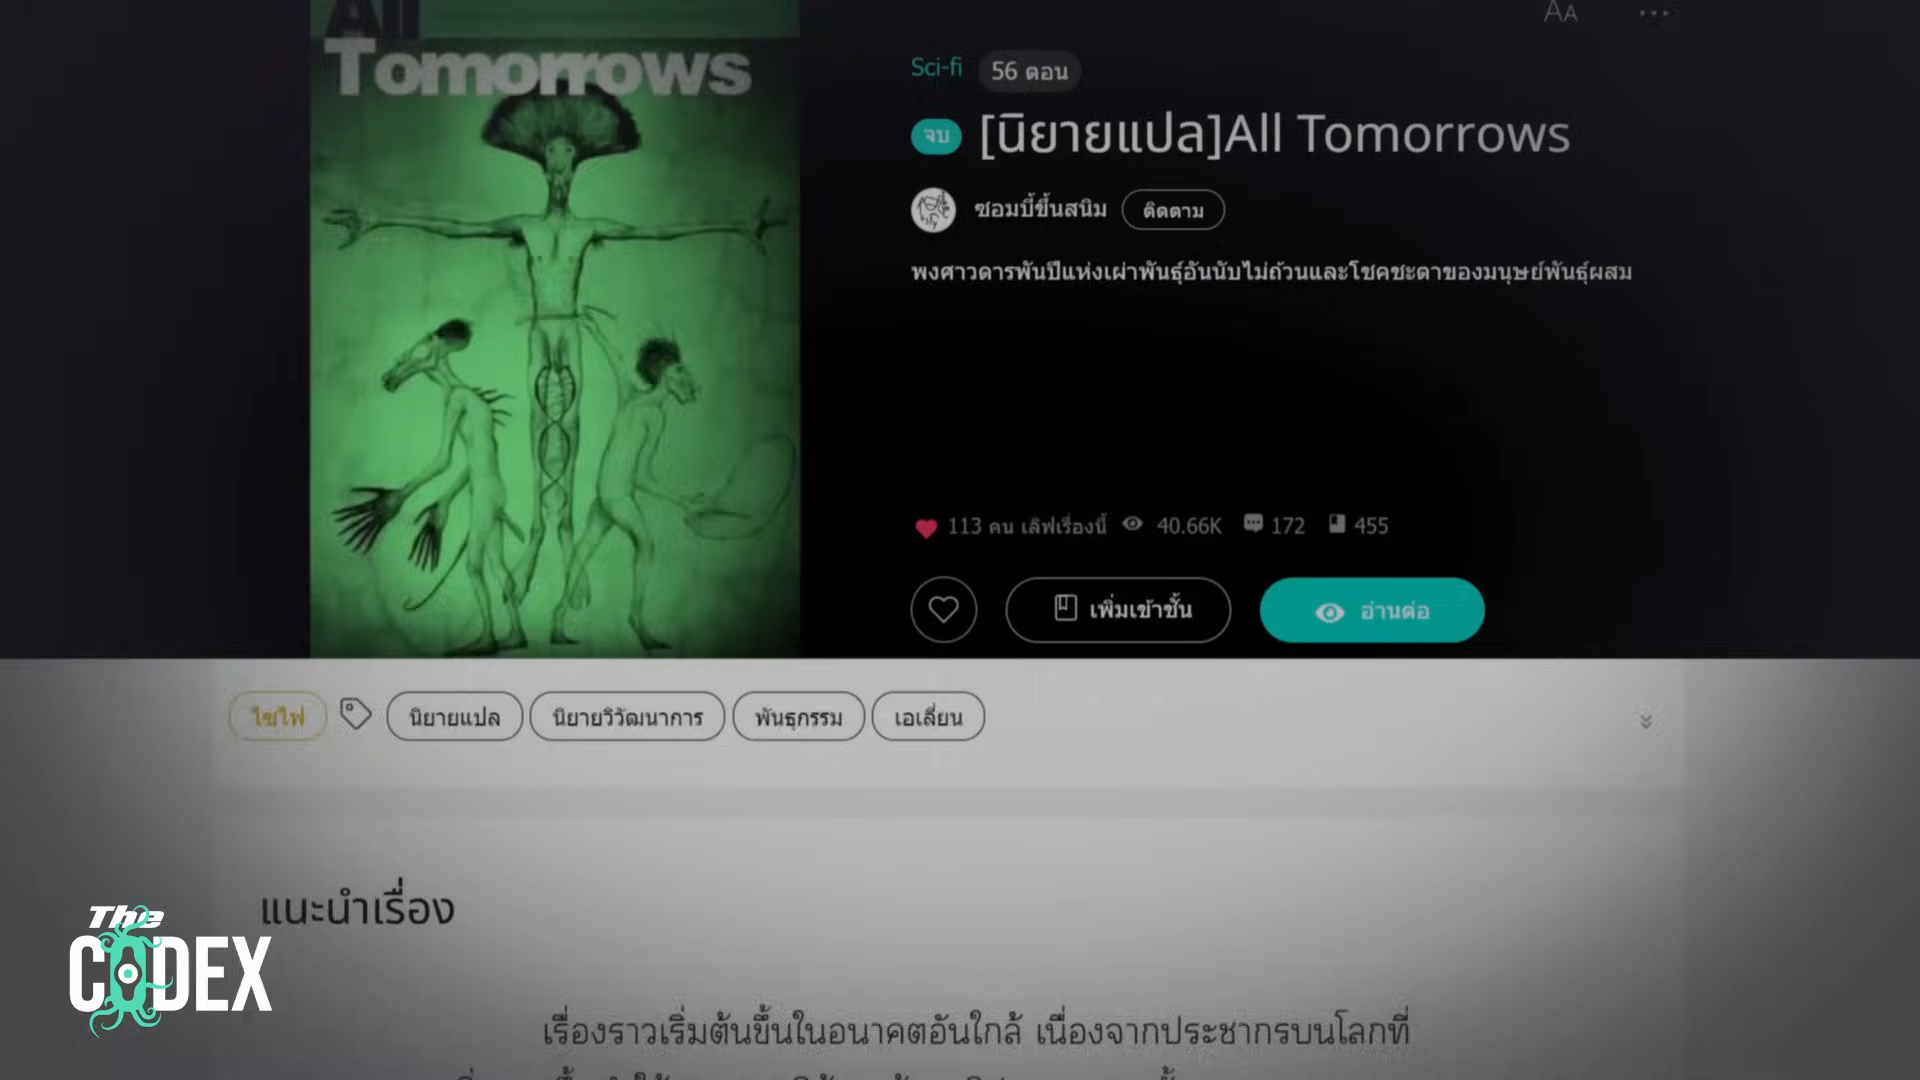 All
Tomorrows
AA
Sci-fi 56 ตอน
จบ [นิยายแปล]All Tomorrows
ซอมบี้ขึ้นสนิม ติดตาม
พงศาวดารพันปีแห่งเผ่าพันธุ์อันนับไม่ถ้วนและโชคชะตาของมนุษย์พันธุ์ผสม
113 คน เลิฟเรื่องนี้ 40.66K 172 455
เพิ่มเข้าชั้น อ่านต่อ
ไซไฟ นิยายแปล นิยายวิวัฒนาการ พันธุกรรม เอเลี่ยน
แนะนำเรื่อง
The
CODEX
เรื่องราวเริ่มต้นขึ้นในอนาคตอันใกล้ เนื่องจากประชากรบนโลกที่